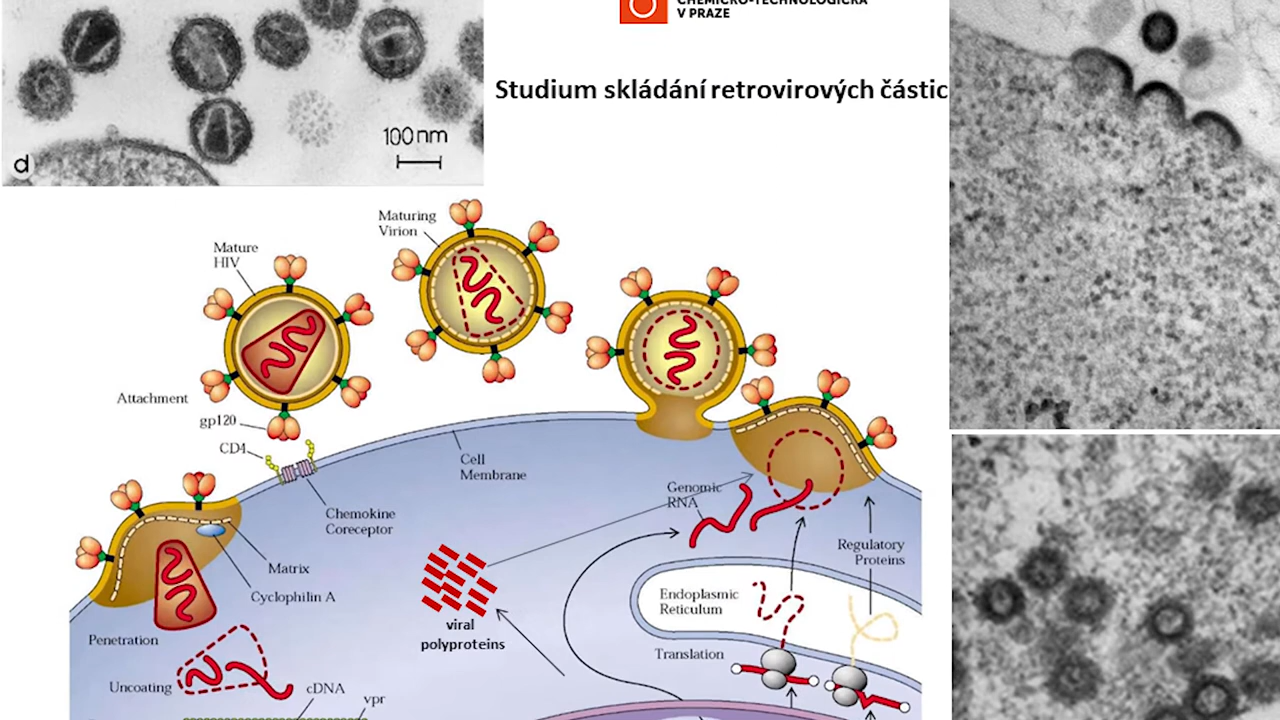 CHEMICKO-TECHNOLOGICKÁ
V PRAZE
Studium skládání retrovirových částic
100 nm
d
Maturing
Virion
Mature
HIV
Attachment
gp120
CD4
Cell
Membrane
Chemokine
Coreceptor
Genomic
RNA
Regulatory
Proteins
Matrix
Cyclophilin A
Endoplasmic
Reticulum
viral
polyproteins
Penetration
Translation
Uncoating
cDNA
vpr